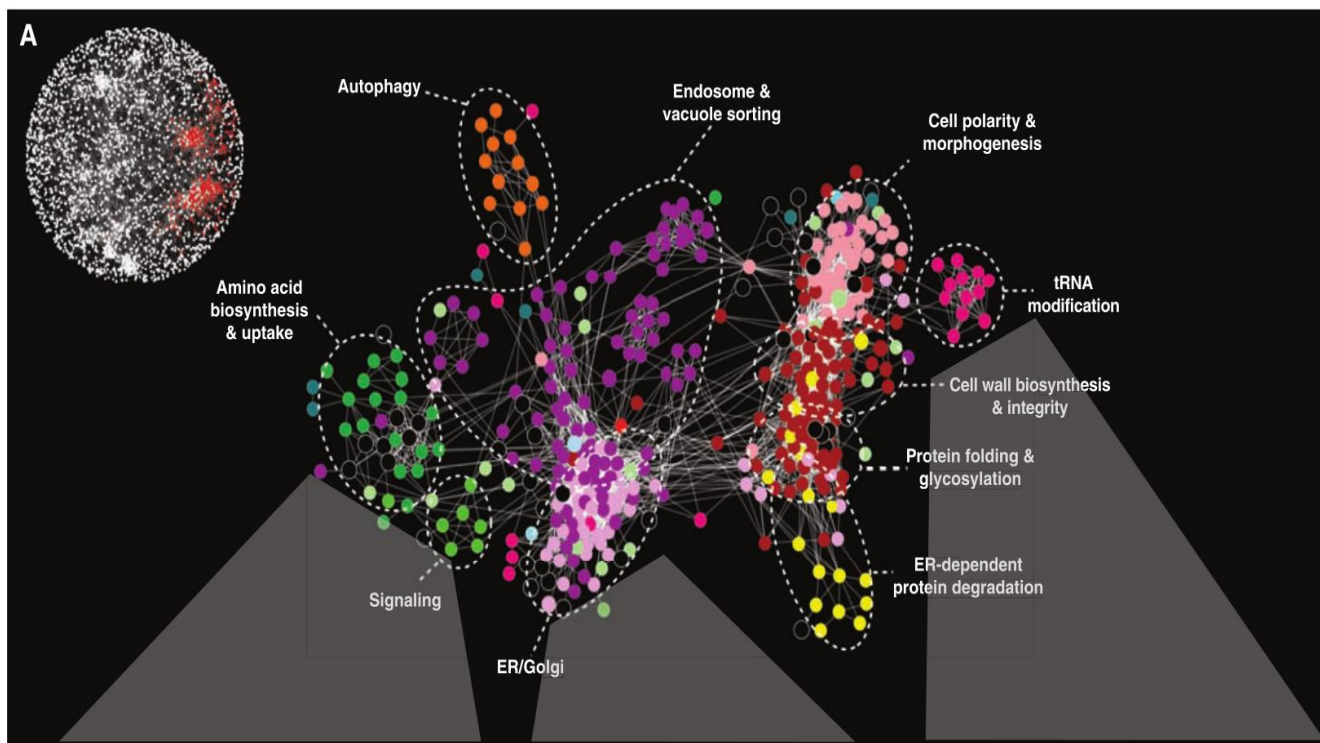 A
Autophagy
Endosome &
vacuole sorting
Cell polarity &
morphogenesis
Amino acid
biosynthesis
& uptake
tRNA
modification
Cell wall biosynthesis
& integrity
Protein folding &
glycosylation
ER-dependent
protein degradation
Signaling
ER/Golgi